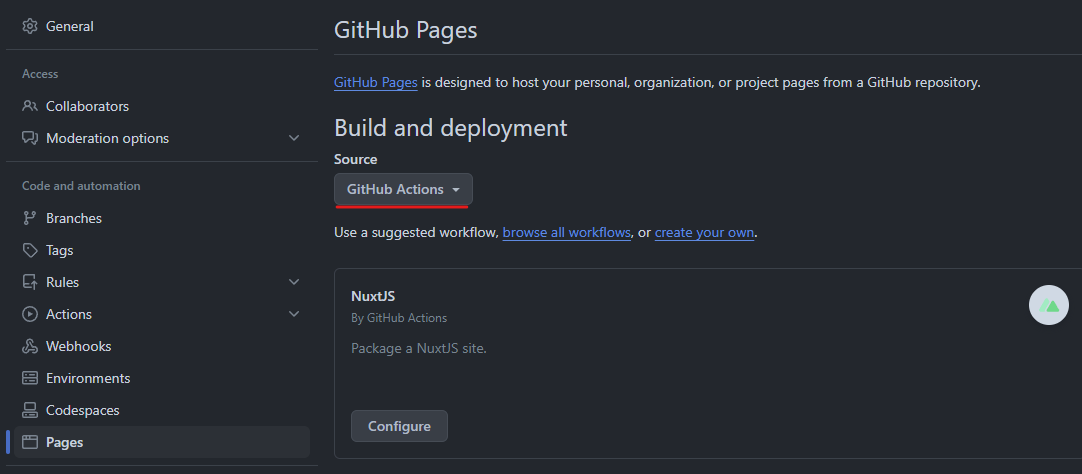 General
Access
Collaborators
Moderation options
Code and automation
Branches
Tags
Rules
Actions
Webhooks
Environments
Codespaces
Pages
GitHub Pages
GitHub Pages is designed to host your personal, organization, or project pages from a GitHub repository.
Build and deployment
Source
GitHub Actions
Use a suggested workflow, browse all workflows, or create your own.
NuxtJS
By GitHub Actions
Package a NuxtJS site.
Configure